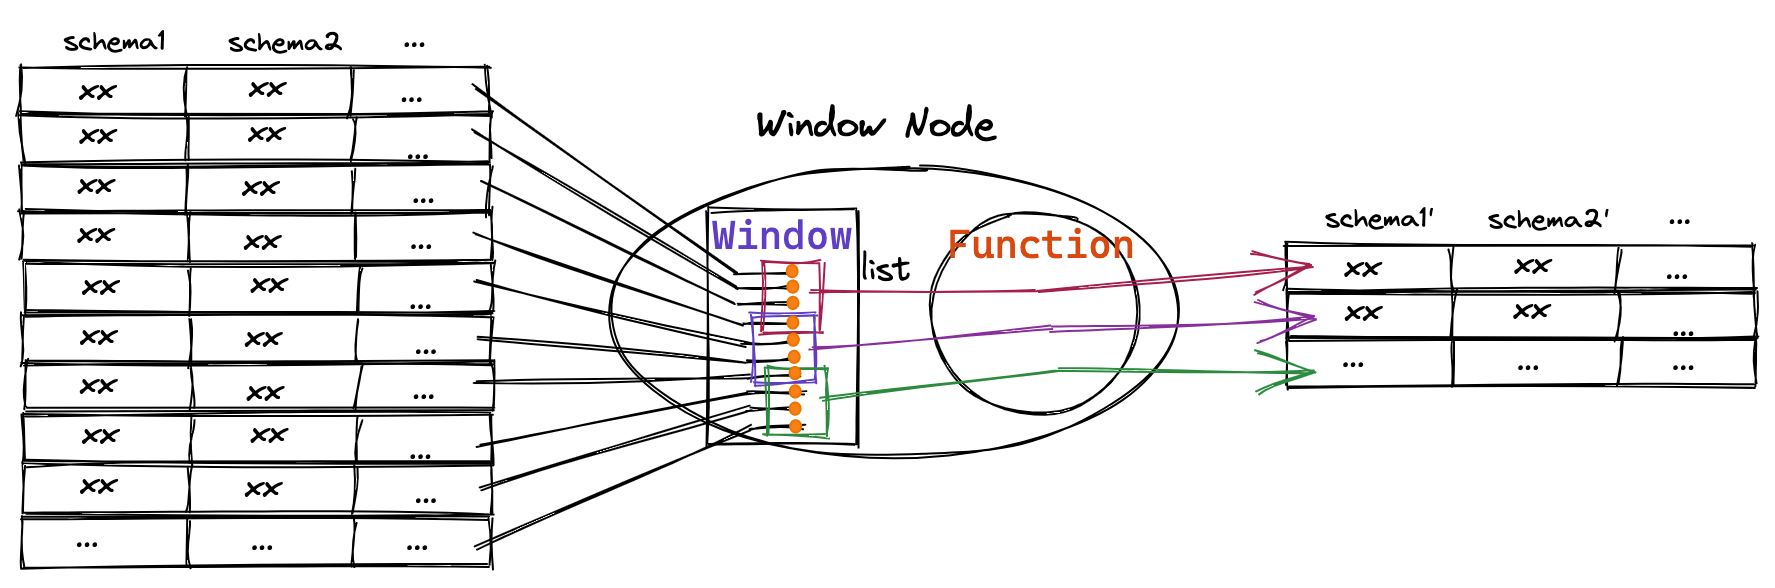 schema1 schema2 ...
xx xx ...
xx xx ...
xx xx ...
xx xx ...
xx xx ...
xx xx ...
xx xx ...
xx xx ...
xx xx ...
... ... ...
Window Node
Window
list
Function
schema1' schema2' ...
xx xx ...
xx xx ...
... ... ...